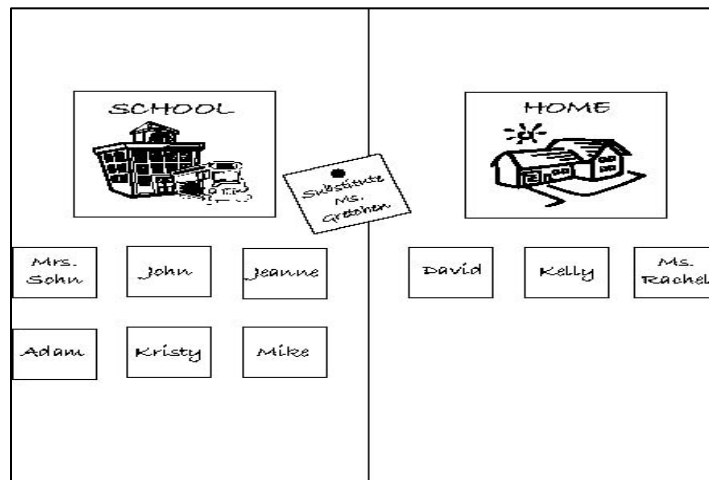 SCHOOL
HOME
Substitute
Ms.
Gretchen
Mrs.
Sohn
John
Jeanne
David
Kelly
Ms.
Rachel
Adam
Kristy
Mike